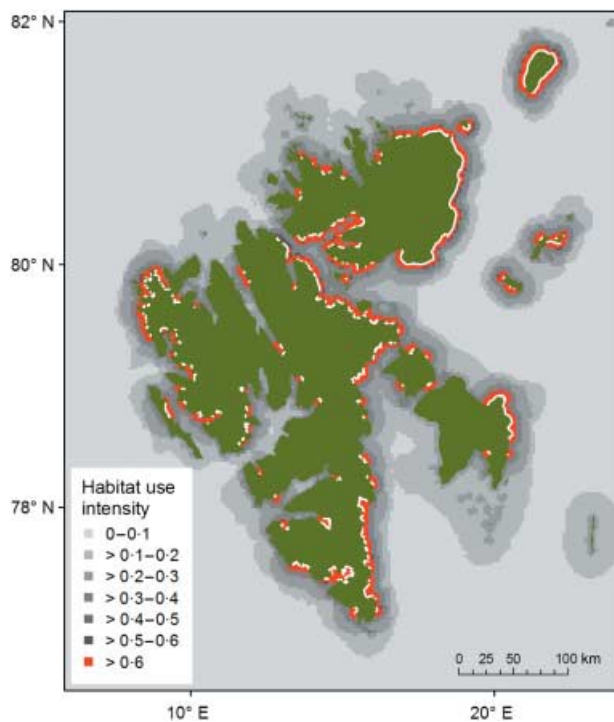 82° N
80° N
78° N
Habitat use
intensity
0–0·1
> 0·1–0·2
> 0·2–0·3
> 0·3–0·4
> 0·4–0·5
> 0·5–0·6
> 0·6
0 25 50 100 km
10° E 20° E